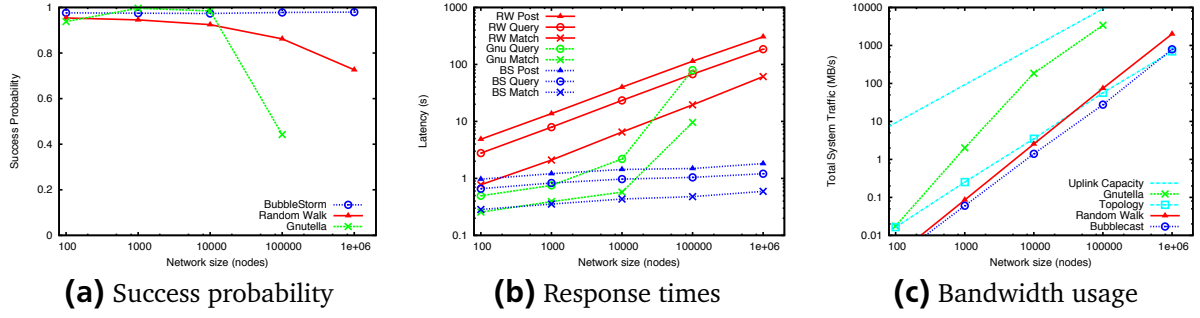 1
0.8
0.6
0.4
0.2
0
Success Probability
BubbleStorm
Random Walk
Gnutella
100 1000 10000 100000 1e+06
Network size (nodes)
(a) Success probability
1000
100
10
1
0.1
Latency (s)
RW Post
RW Query
RW Match
Gnu Query
Gnu Match
BS Post
BS Query
BS Match
100 1000 10000 100000 1e+06
Network size (nodes)
(b) Response times
10000
1000
100
10
1
0.1
0.01
Total System Traffic (MB/s)
Uplink Capacity
Gnutella
Topology
Random Walk
Bubblecast
100 1000 10000 100000 1e+06
Network size (nodes)
(c) Bandwidth usage